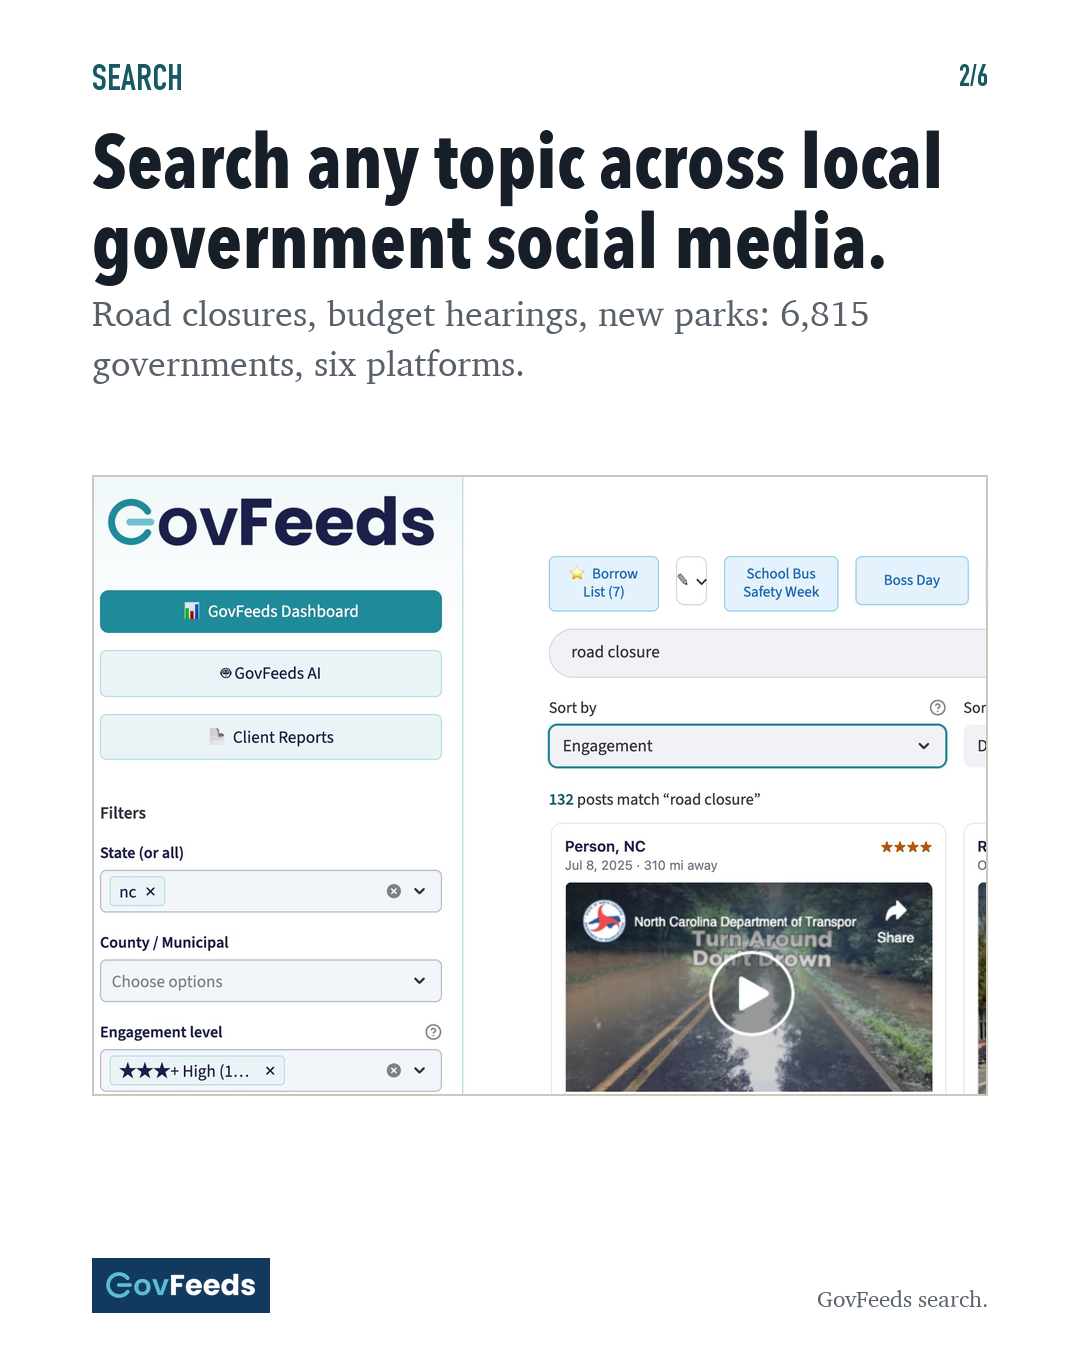 SEARCH
2/6
Search any topic across local
government social media.
Road closures, budget hearings, new parks: 6,815
governments, six platforms.
GovFeeds
GovFeeds Dashboard
GovFeeds AI
Client Reports
Filters
State (or all)
nc
County / Municipal
Choose options
Engagement level
★★★+ High (1…
Borrow
List (7)
School Bus
Safety Week
Boss Day
road closure
Sort by
Sor
Engagement
D
132 posts match “road closure”
Person, NC
★★★★
Jul 8, 2025 · 310 mi away
R
O
North Carolina Department of Transpor
Share
Turn Around
Don't Drown
GovFeeds
GovFeeds search.